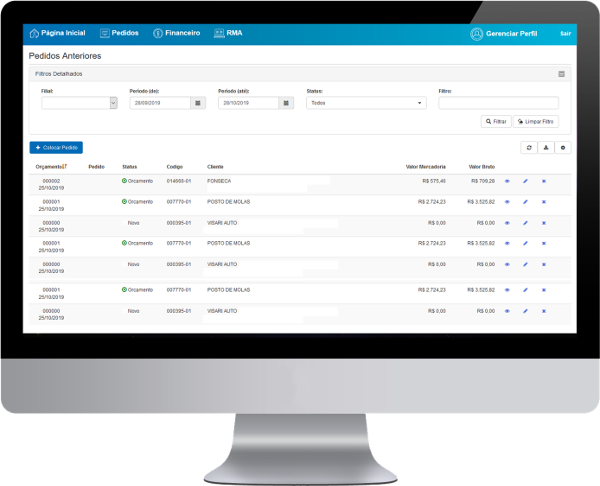 Página Inicial Pedidos Financeiro RMA Gerenciar Perfil Sair
Pedidos Anteriores
Filtros Detalhados
Filial: Período (de): Período (até): Status: Filtro:
28/09/2019 28/10/2019 Todos
Filtrar Limpar Filtro
Colocar Pedido
Orçamento Pedido Status Codigo Cliente Valor Mercadoria Valor Bruto
000002 Orcamento 014656-01 FONSECA R$ 575,46 R$ 799,28
25/10/2019
000001 Orcamento 007770-01 POSTO DE MOLAS R$ 2.724,23 R$ 3.525,82
25/10/2019
000000 Novo 000395-01 VIBARI AUTO R$ 0,00 R$ 0,00
25/10/2019
000001 Orcamento 007770-01 POSTO DE MOLAS R$ 2.724,23 R$ 3.525,82
25/10/2019
000000 Novo 000395-01 VIBARI AUTO R$ 0,00 R$ 0,00
25/10/2019
000001 Orcamento 007770-01 POSTO DE MOLAS R$ 2.724,23 R$ 3.525,82
25/10/2019
000000 Novo 000395-01 VIBARI AUTO R$ 0,00 R$ 0,00
25/10/2019